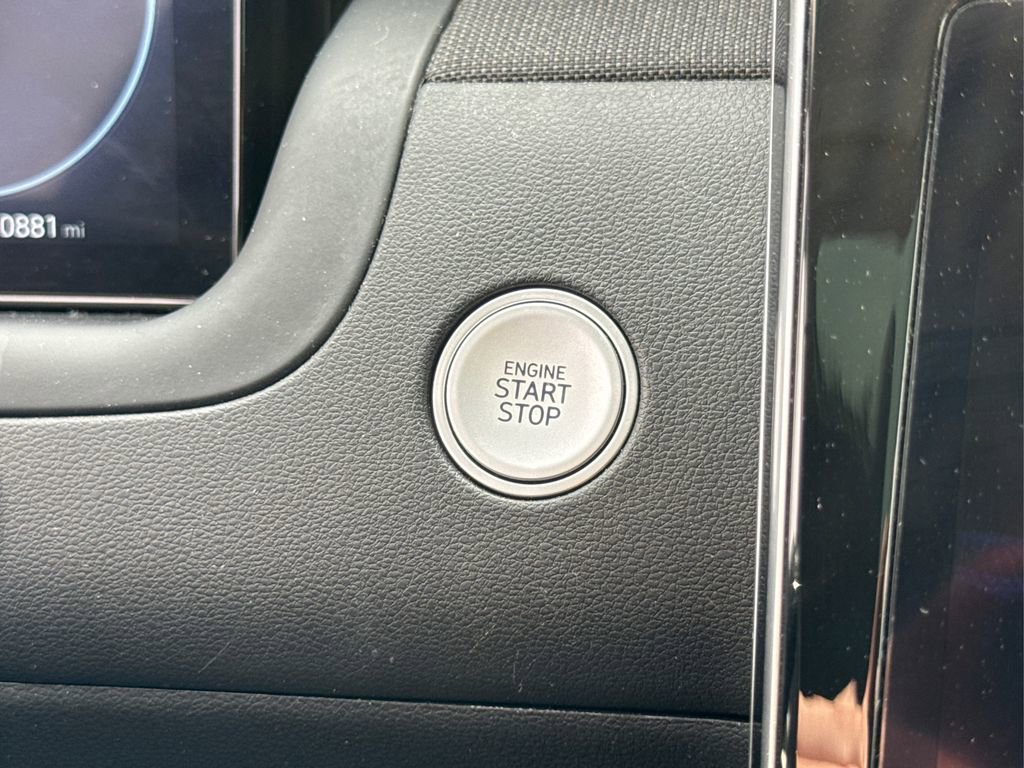 0881 mi
ENGINE
START
STOP